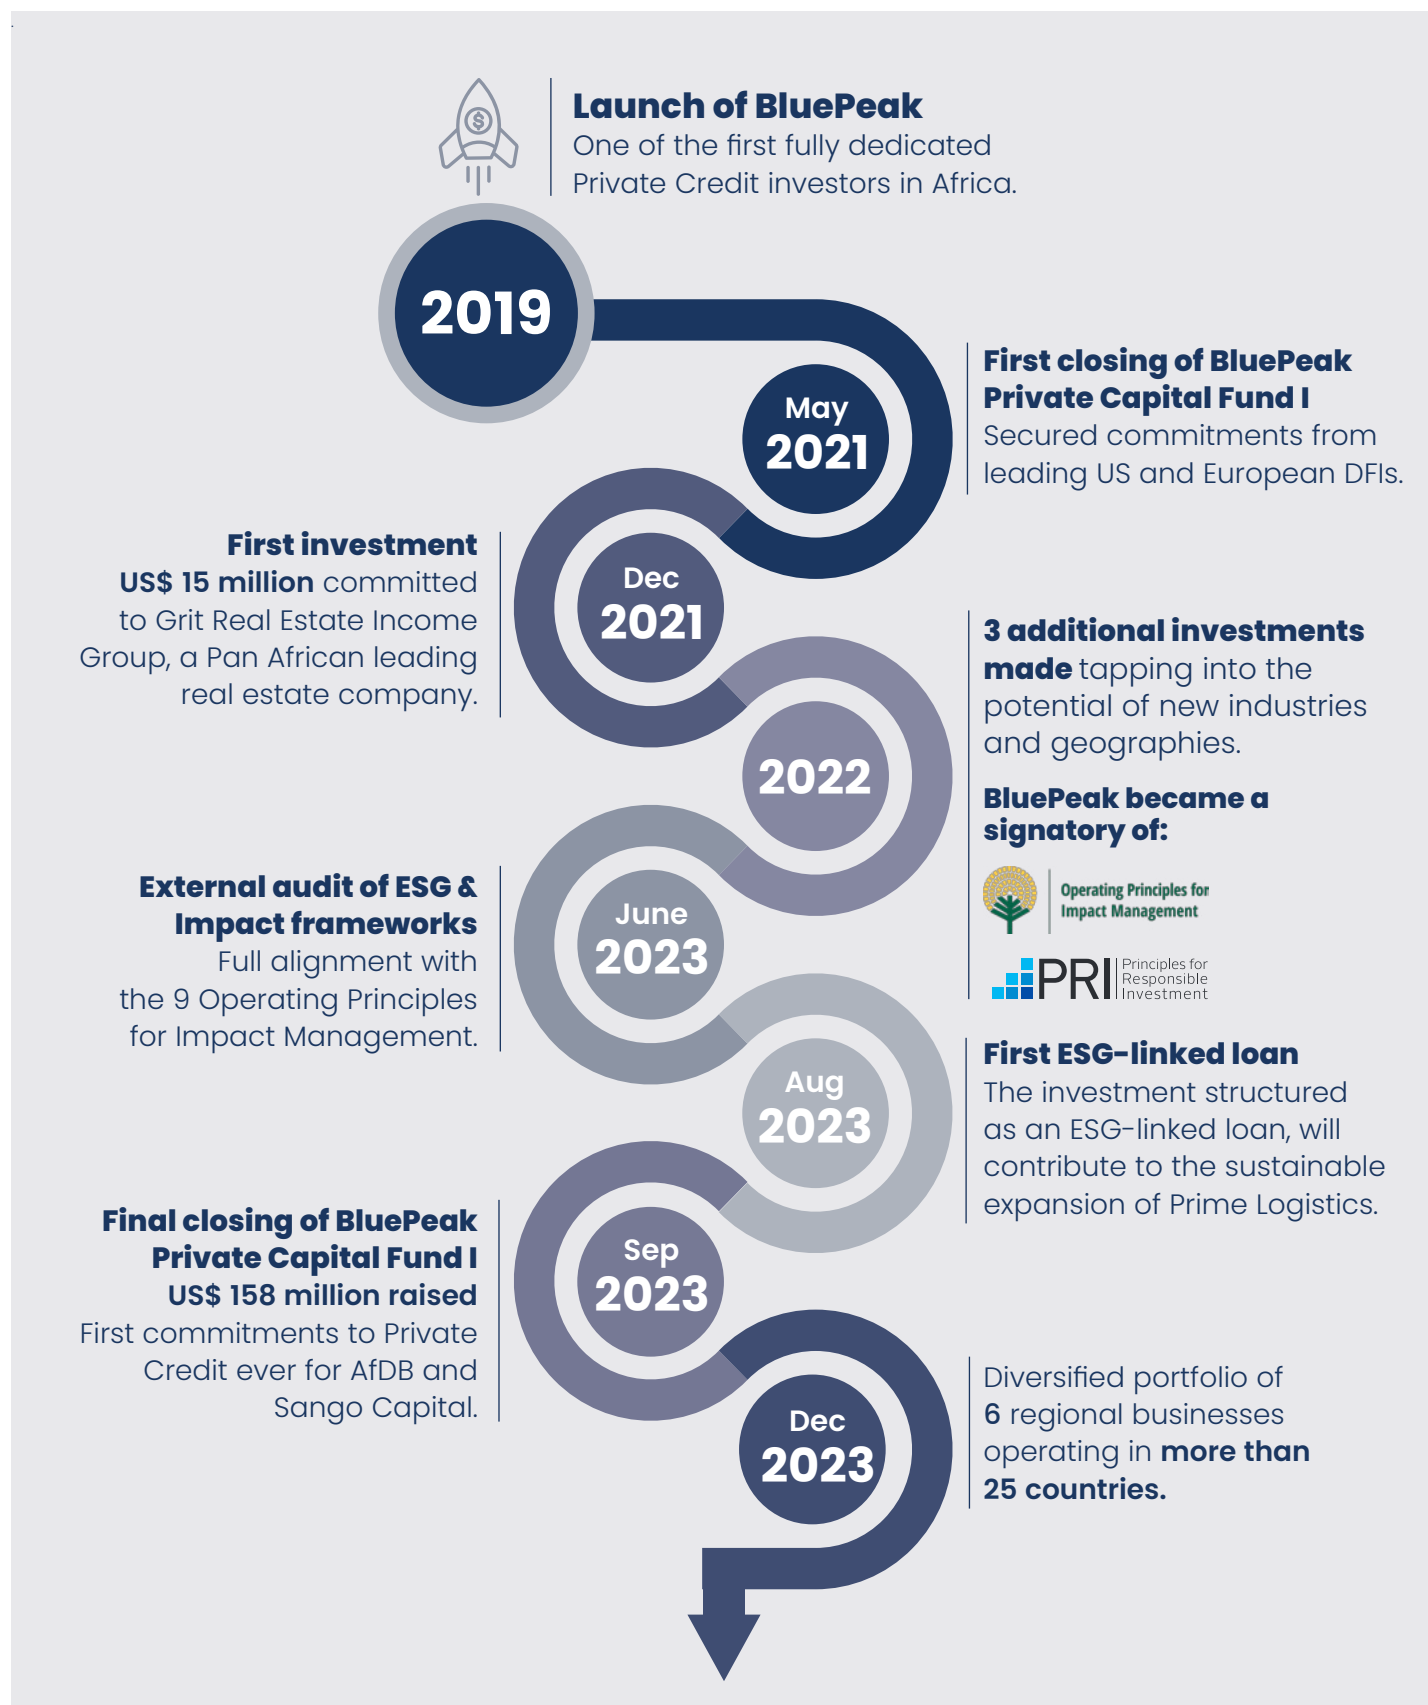 Launch of BluePeak
One of the first fully dedicated
Private Credit investors in Africa.
2019
May
2021
First closing of BluePeak
Private Capital Fund I
Secured commitments from
leading US and European DFIs.
First investment
US$ 15 million committed
to Grit Real Estate Income
Group, a Pan African leading
real estate company.
Dec
2021
2022
3 additional investments
made tapping into the
potential of new industries
and geographies.
BluePeak became a
signatory of:
Operating Principles for
Impact Management
PRI
Principles for
Responsible
Investment
External audit of ESG &
Impact frameworks
Full alignment with
the 9 Operating Principles
for Impact Management.
June
2023
Aug
2023
First ESG-linked loan
The investment structured
as an ESG-linked loan, will
contribute to the sustainable
expansion of Prime Logistics.
Final closing of BluePeak
Private Capital Fund I
US$ 158 million raised
First commitments to Private
Credit ever for AfDB and
Sango Capital.
Sep
2023
Dec
2023
Diversified portfolio of
6 regional businesses
operating in more than
25 countries.